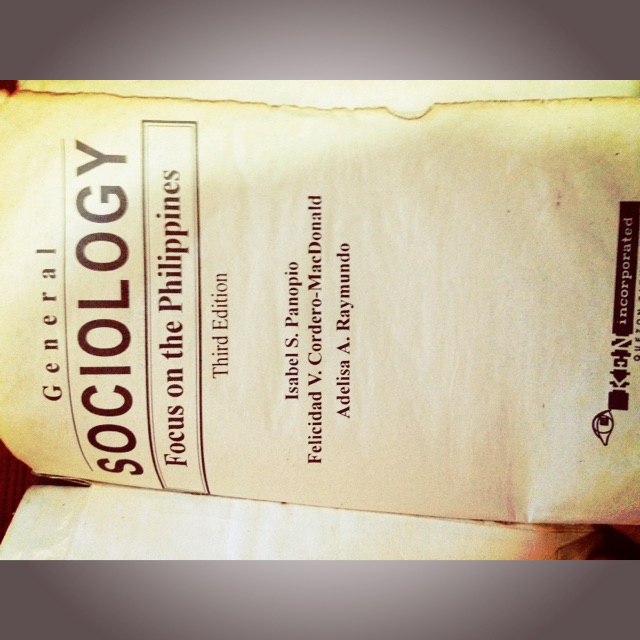 General
SOCIOLOGY
Focus on the Philippines
Third Edition
Isabel S. Panopio
Felicidad V. Cordero-MacDonald
Adelisa A. Raymundo
KEN incorporated